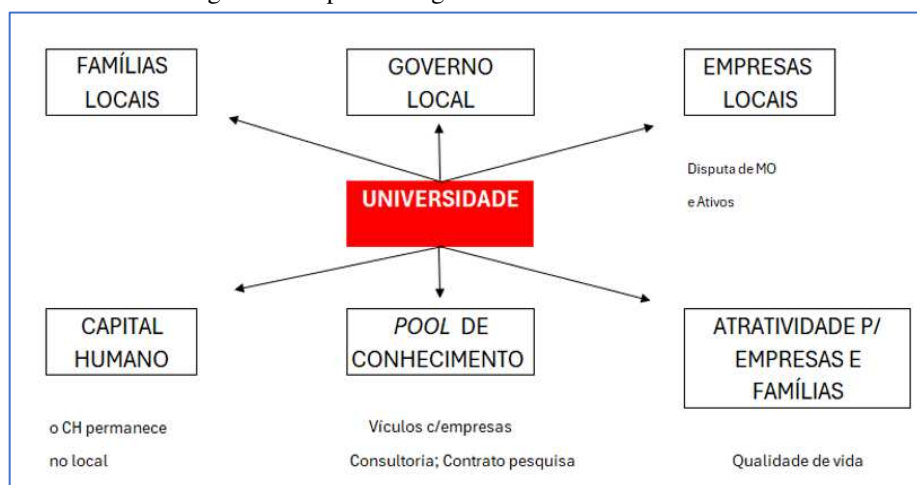 FAMÍLIAS
LOCAIS
GOVERNO
LOCAL
EMPRESAS
LOCAIS
Disputa de MO
e Ativos
UNIVERSIDADE
CAPITAL
HUMANO
POOL DE
CONHECIMENTO
ATRATIVIDADE P/
EMPRESAS E
FAMÍLIAS
o CH permanece
no local
Vículos c/empresas
Consultoria; Contrato pesquisa
Qualidade de vida